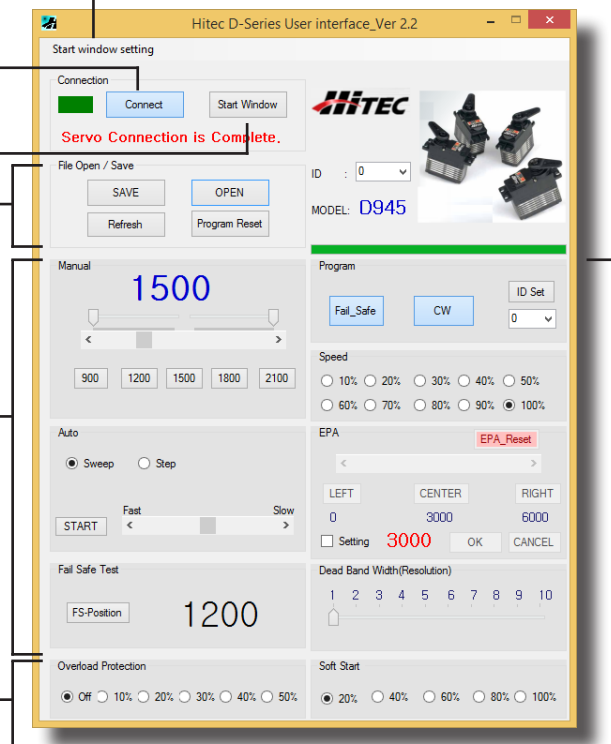 Hitec D-Series User interface_Ver 2.2
Start window setting
Connection
Connect
Start Window
Servo Connection is Complete,
HiTEC
File Open / Save
SAVE
OPEN
Refresh
Program Reset
ID : 0
MODEL: D945
Manual
1500
900 1200 1500 1800 2100
Program
Fail_Safe
CW
ID Set
0
Speed
10% 20% 30% 40% 50%
60% 70% 80% 90% 100%
Auto
Sweep Step
Fast Slow
START
EPA
EPA_Reset
LEFT CENTER RIGHT
0 3000 6000
Setting 3000 OK CANCEL
Fail Safe Test
FS-Position 1200
Dead Band Width(Resolution)
1 2 3 4 5 6 7 8 9 10
Overload Protection
Off 10% 20% 30% 40% 50%
Soft Start
20% 40% 60% 80% 100%